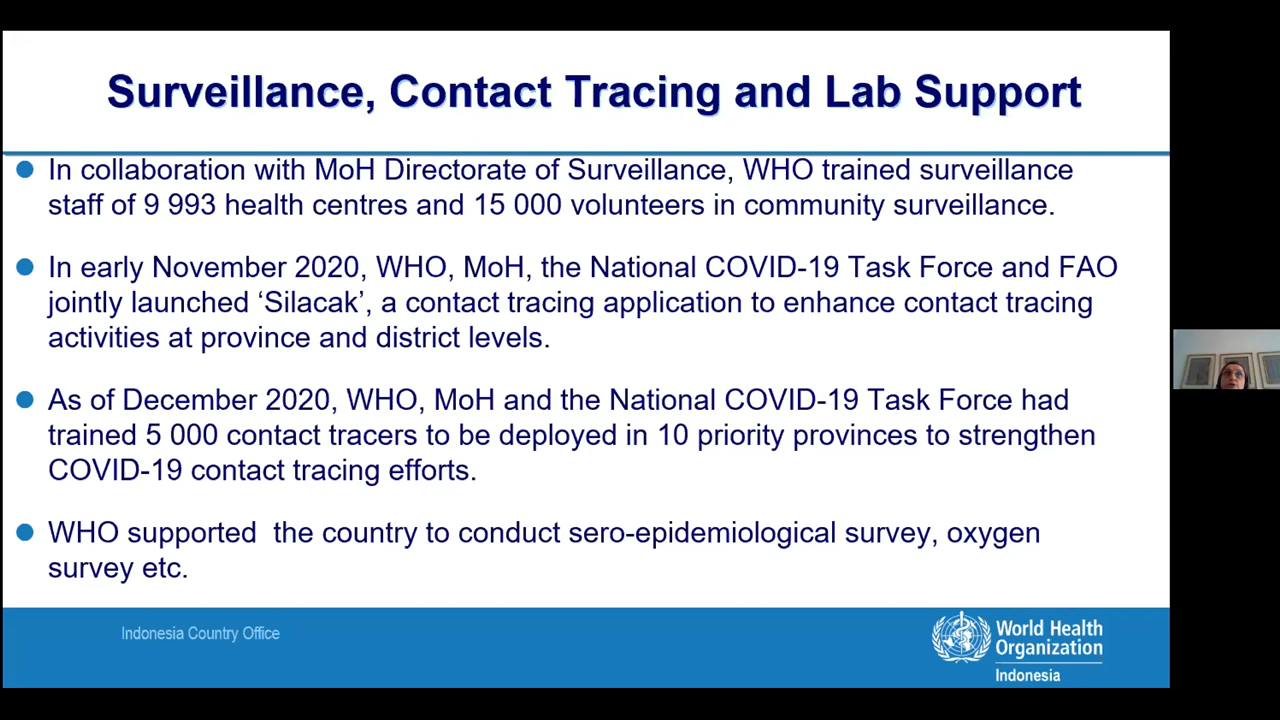 Surveillance, Contact Tracing and Lab Support
In collaboration with MoH Directorate of Surveillance, WHO trained surveillance
staff of 9 993 health centres and 15 000 volunteers in community surveillance.
In early November 2020, WHO, MoH, the National COVID-19 Task Force and FAO
jointly launched ‘Silacak’, a contact tracing application to enhance contact tracing
activities at province and district levels.
As of December 2020, WHO, MoH and the National COVID-19 Task Force had
trained 5 000 contact tracers to be deployed in 10 priority provinces to strengthen
COVID-19 contact tracing efforts.
WHO supported  the country to conduct sero-epidemiological survey, oxygen
survey etc.
Indonesia Country Office
World Health
Organization
Indonesia